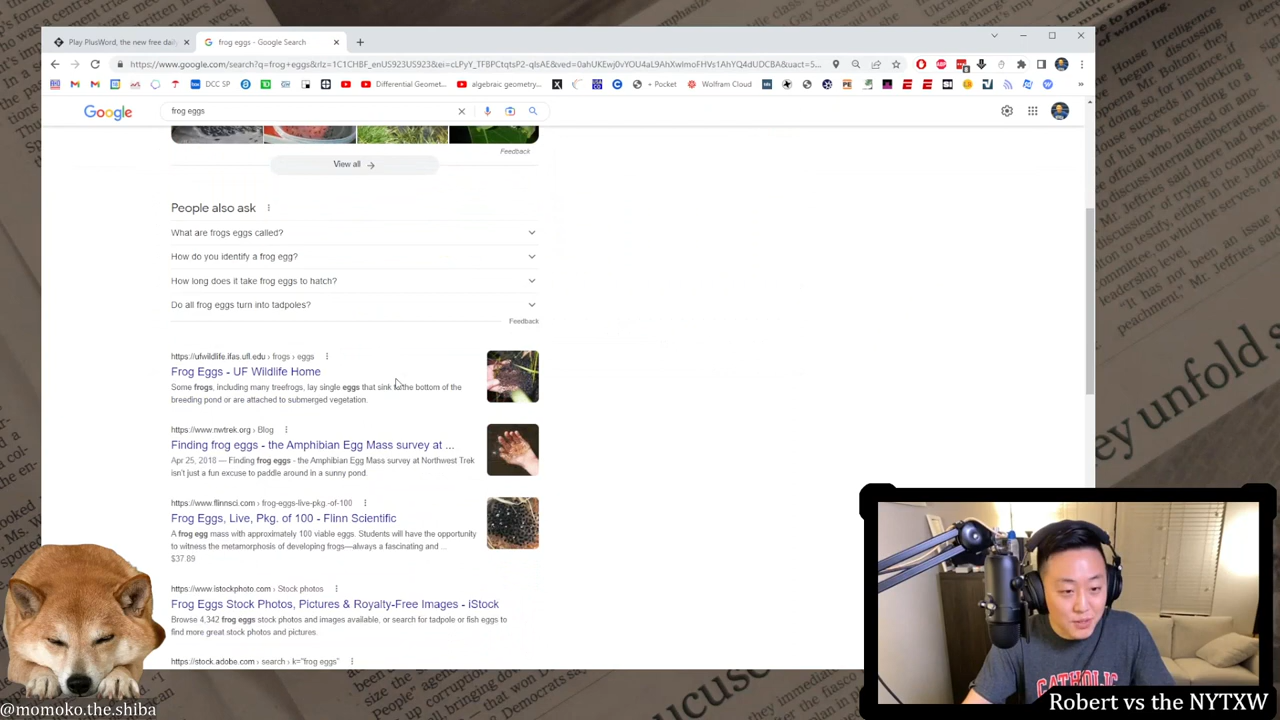 Play PlusWord, the new free daily
frog eggs - Google Search
https://www.google.com/search?q=frog+eggs&rlz=1C1CHBF_enUS923US923&ei=
DCC SP
Differential Geomet...
algebraic geometry...
+ Pocket
Wolfram Cloud
Google
frog eggs
Feedback
View all
People also ask
What are frogs eggs called?
How do you identify a frog egg?
How long does it take frog eggs to hatch?
Do all frog eggs turn into tadpoles?
Feedback
https://ufwildlife.ifas.ufl.edu › frogs › eggs
Frog Eggs - UF Wildlife Home
Some frogs, including many treefrogs, lay single eggs that sink to the bottom of the
breeding pond or are attached to submerged vegetation.
https://www.nwtrek.org › Blog
Finding frog eggs - the Amphibian Egg Mass survey at ...
Apr 25, 2018 — Finding frog eggs - the Amphibian Egg Mass survey at Northwest Trek
isn't just a fun excuse to paddle around in a sunny pond.
https://www.flinnsci.com › frog-eggs-live-pkg.-of-100
Frog Eggs, Live, Pkg. of 100 - Flinn Scientific
A frog egg mass with approximately 100 viable eggs. Students will have the opportunity
to witness the metamorphosis of developing frogs—always a fascinating and ...
$37.89
https://www.istockphoto.com › Stock photos
Frog Eggs Stock Photos, Pictures & Royalty-Free Images - iStock
Browse 4,342 frog eggs stock photos and images available, or search for tadpole or fish eggs to
find more great stock photos and pictures.
https://stock.adobe.com › search › k="frog eggs"
hey unfold s
CATHOLIC
Robert vs the NYTXW
@momoko.the.shiba